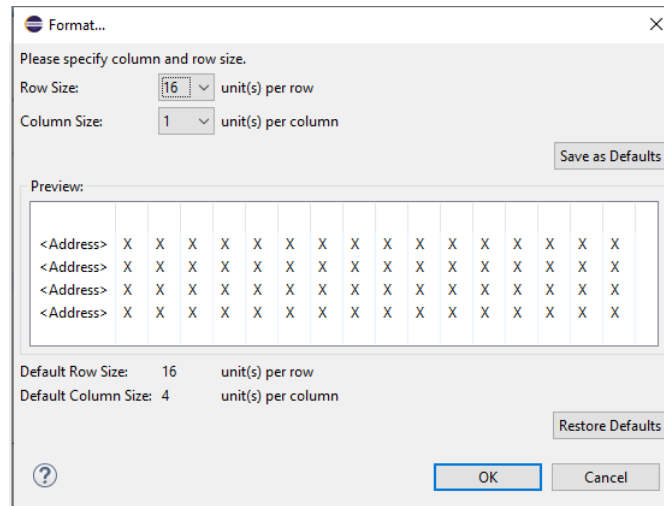 Format...
Please specify column and row size.
Row Size: 16 unit(s) per row
Column Size: 1 unit(s) per column
Save as Defaults
Preview:
<Address> X X X X X X X X X X X X X X X X
<Address> X X X X X X X X X X X X X X X X
<Address> X X X X X X X X X X X X X X X X
<Address> X X X X X X X X X X X X X X X X
Default Row Size: 16 unit(s) per row
Default Column Size: 4 unit(s) per column
Restore Defaults
? OK Cancel